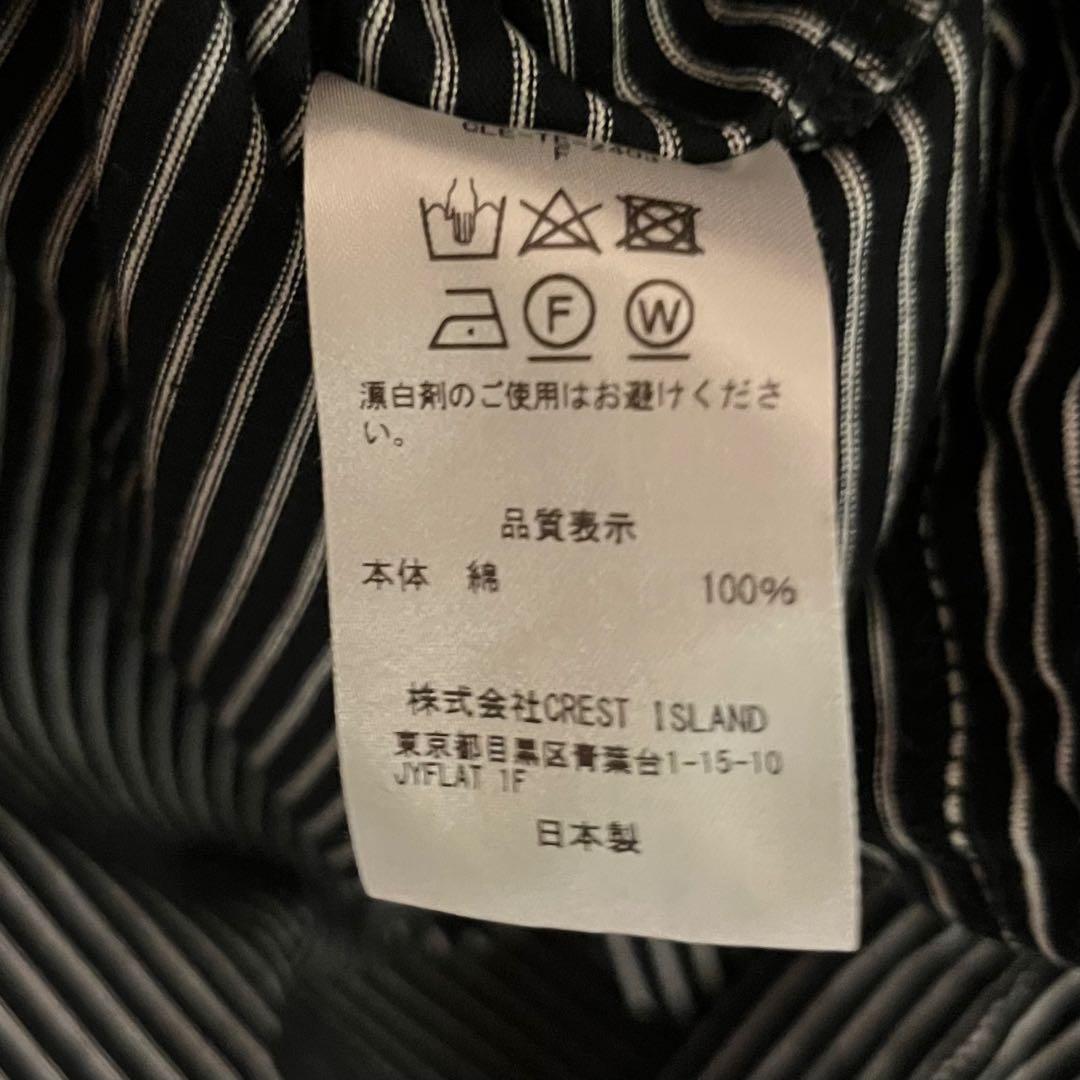 F
F
W
漂白剤のご使用はお避けくださ
い。
品質表示
本体 綿 100%
株式会社CREST ISLAND
東京都目黒区青葉台1-15-10
JYFLAT 1F
日本製